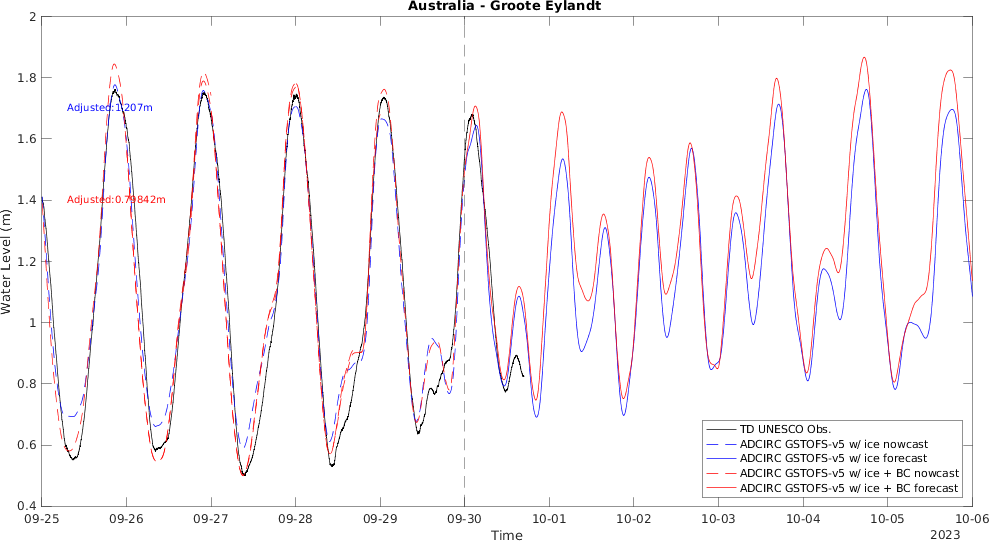 Australia - Groote Eylandt
2
1.8
1.6
1.4
1.2
1
0.8
0.6
0.4
Water Level (m)
Adjusted:1.207m
Adjusted:0.79842m
TD UNESCO Obs.
ADCIRC GSTOFS-v5 w/ ice nowcast
ADCIRC GSTOFS-v5 w/ ice forecast
ADCIRC GSTOFS-v5 w/ ice + BC nowcast
ADCIRC GSTOFS-v5 w/ ice + BC forecast
09-25 09-26 09-27 09-28 09-29 09-30 10-01 10-02 10-03 10-04 10-05 10-06
Time
2023